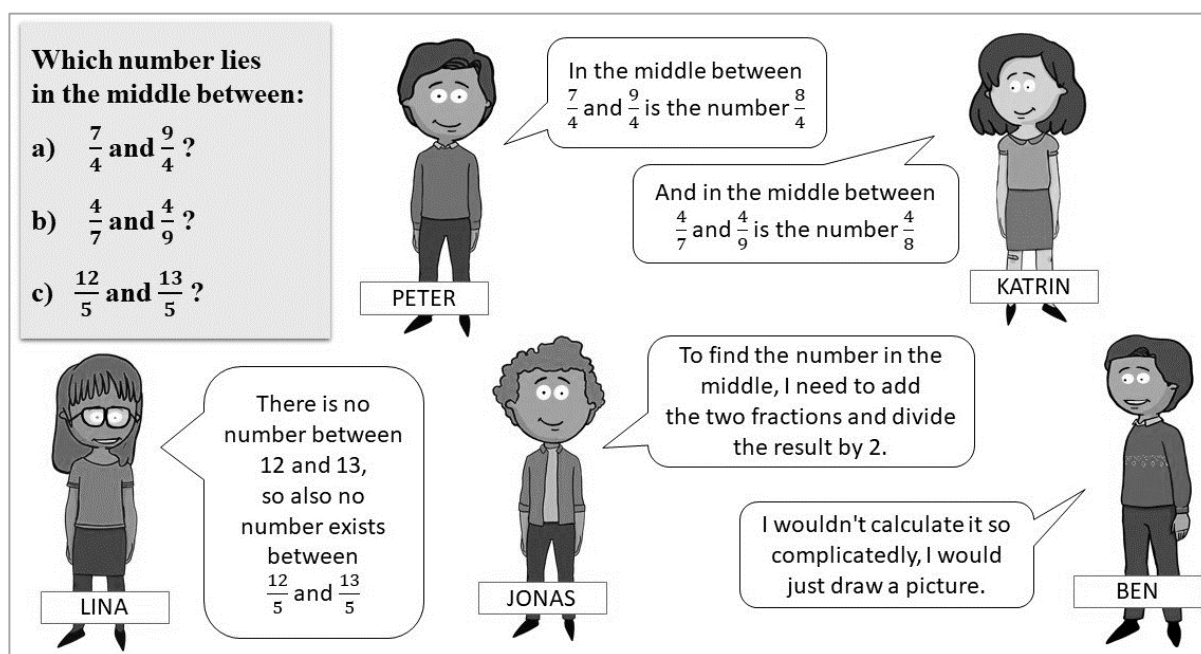 Which number lies
in the middle between:
a) 7/4 and 9/4 ?
b) 4/7 and 4/9 ?
c) 12/5 and 13/5 ?
In the middle between
7/4 and 9/4 is the number 8/4
PETER
And in the middle between
4/7 and 4/9 is the number 4/8
KATRIN
There is no
number between
12 and 13,
so also no
number exists
between
12/5 and 13/5
LINA
To find the number in the
middle, I need to add
the two fractions and divide
the result by 2.
JONAS
I wouldn't calculate it so
complicatedly, I would
just draw a picture.
BEN